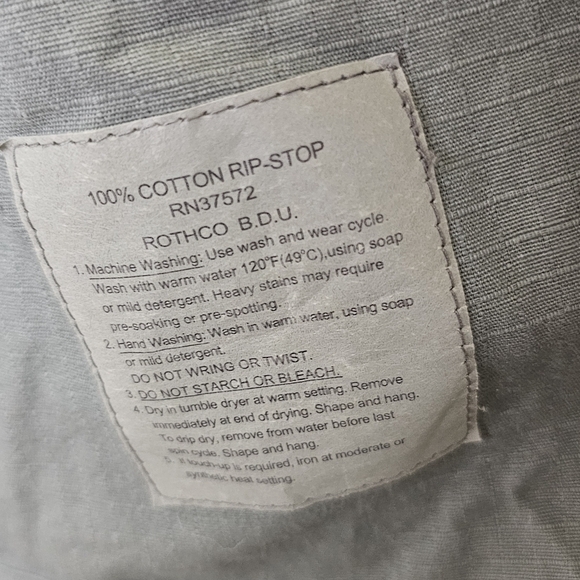 100% COTTON RIP-STOP
RN37572
ROTHCO B.D.U.
1. Machine Washing: Use wash and wear cycle.
Wash with warm water 120°F(49°C),using soap
or mild detergent. Heavy stains may require
pre-soaking or pre-spotting.
2. Hand Washing: Wash in warm water, using soap
or mild detergent.
DO NOT WRING OR TWIST.
3. DO NOT STARCH OR BLEACH.
4. Dry in tumble dryer at warm setting. Remove
immediately at end of drying. Shape and hang.
To drip dry, remove from water before last
spin cycle. Shape and hang.
5. If touch-up is required, iron at moderate or
synthetic heat setting.